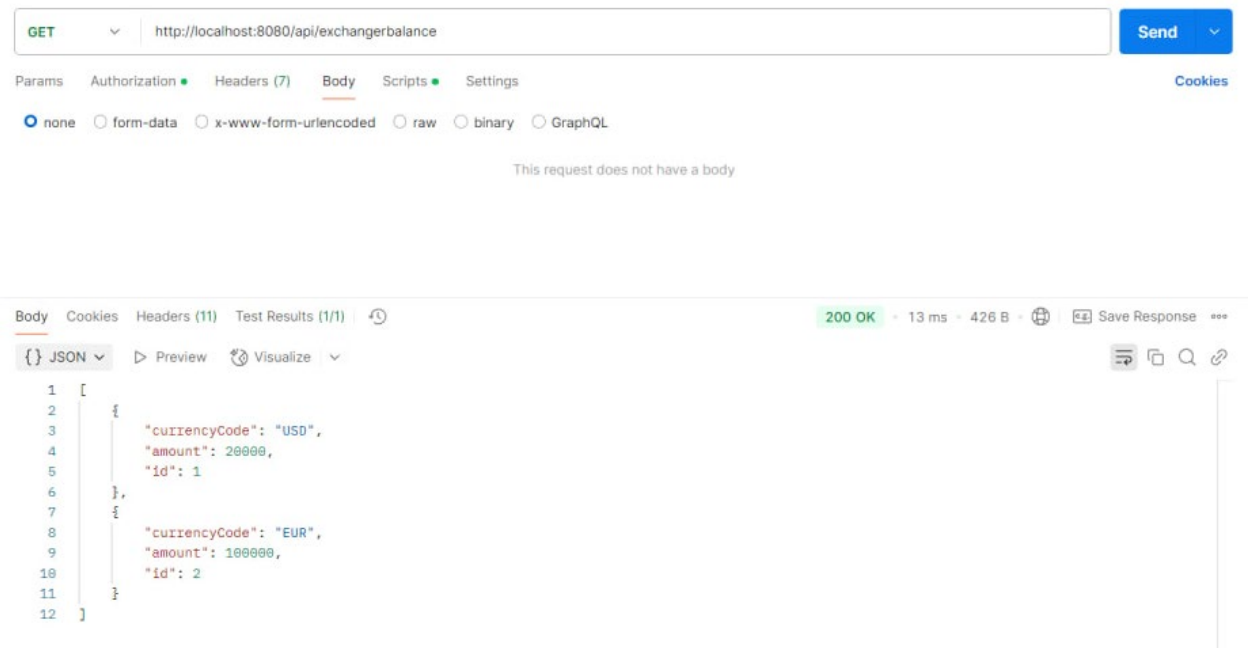 GET http://localhost:8080/api/exchangerbalance Send
Params Authorization Headers (7) Body Scripts Settings Cookies
none form-data x-www-form-urlencoded raw binary GraphQL
This request does not have a body
Body Cookies Headers (11) Test Results (1/1) 200 OK 13 ms 426 B e.g. Save Response
{} JSON Preview Visualize
1 [
2 {
3 "currencyCode": "USD",
4 "amount": 20000,
5 "id": 1
6 },
7 {
8 "currencyCode": "EUR",
9 "amount": 100000,
10 "id": 2
11 }
12 ]